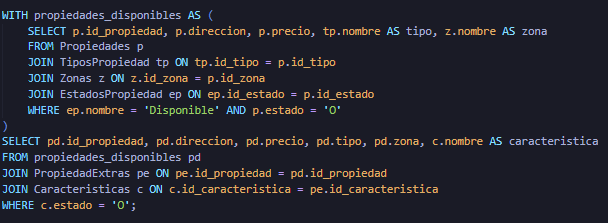 WITH propiedades_disponibles AS (
    SELECT p.id_propiedad, p.direccion, p.precio, tp.nombre AS tipo, z.nombre AS zona
    FROM Propiedades p
    JOIN TiposPropiedad tp ON tp.id_tipo = p.id_tipo
    JOIN Zonas z ON z.id_zona = p.id_zona
    JOIN EstadosPropiedad ep ON ep.id_estado = p.id_estado
    WHERE ep.nombre = 'Disponible' AND p.estado = 'O'
)
SELECT pd.id_propiedad, pd.direccion, pd.precio, pd.tipo, pd.zona, c.nombre AS caracteristica
FROM propiedades_disponibles pd
JOIN PropiedadExtras pe ON pe.id_propiedad = pd.id_propiedad
JOIN Caracteristicas c ON c.id_caracteristica = pe.id_caracteristica
WHERE c.estado = 'O';